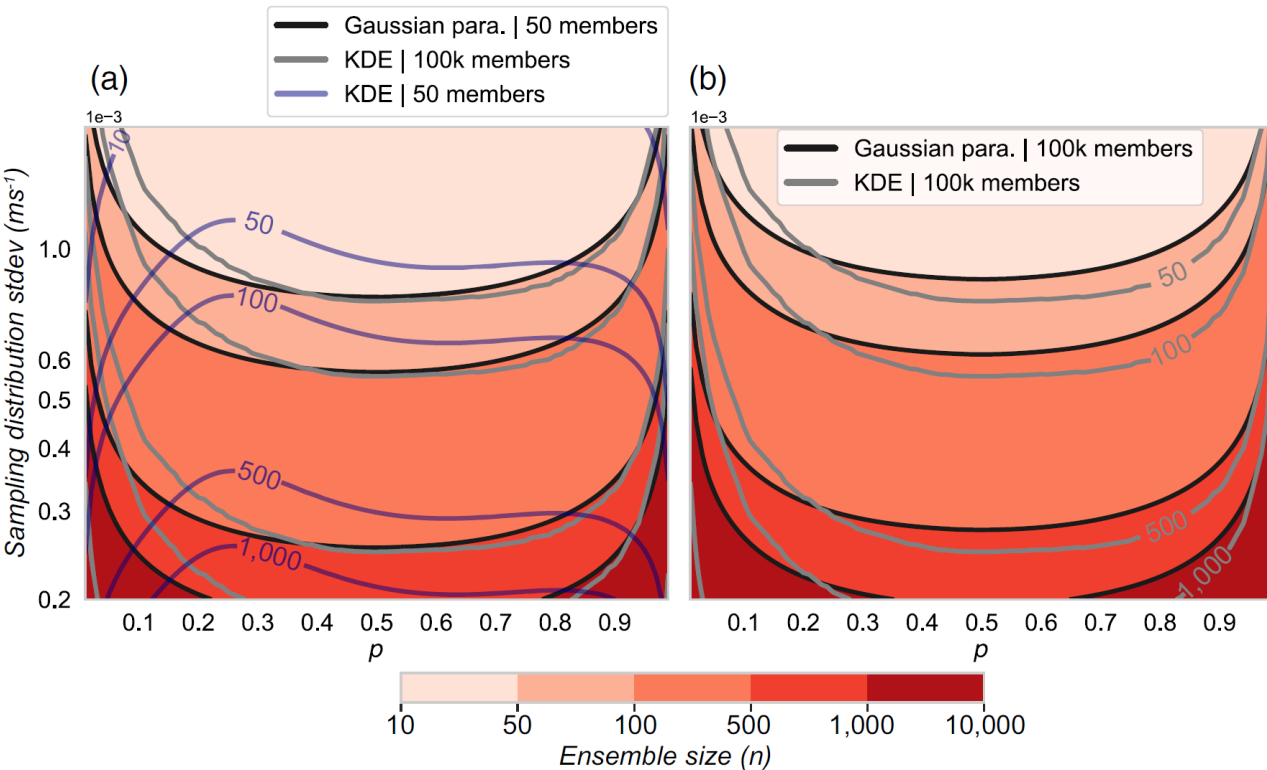 Gaussian para. | 50 members
KDE | 100k members
KDE | 50 members
(a)
(b)
1e−3
1e−3
Gaussian para. | 100k members
KDE | 100k members
Sampling distribution stdev (ms-1)
1.0
0.6
0.5
0.4
0.3
0.2
10
50
100
500
1,000
50
100
500
1,000
0.1 0.2 0.3 0.4 0.5 0.6 0.7 0.8 0.9
p
0.1 0.2 0.3 0.4 0.5 0.6 0.7 0.8 0.9
p
10 50 100 500 1,000 10,000
Ensemble size (n)